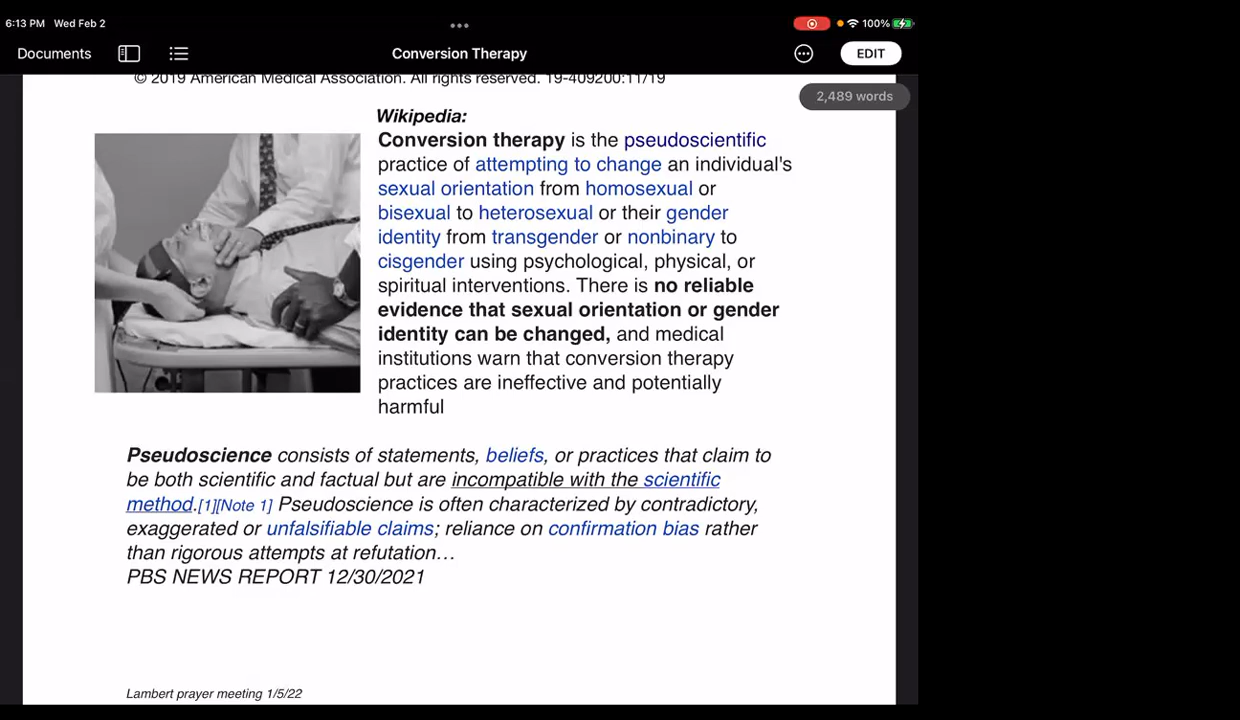 6:13 PM Wed Feb 2
100%
Documents
Conversion Therapy
EDIT
© 2019 American Medical Association. All rights reserved. 19-409200:11/19
2,489 words
Wikipedia:
Conversion therapy is the pseudoscientific
practice of attempting to change an individual's
sexual orientation from homosexual or
bisexual to heterosexual or their gender
identity from transgender or nonbinary to
cisgender using psychological, physical, or
spiritual interventions. There is no reliable
evidence that sexual orientation or gender
identity can be changed, and medical
institutions warn that conversion therapy
practices are ineffective and potentially
harmful
Pseudoscience consists of statements, beliefs, or practices that claim to
be both scientific and factual but are incompatible with the scientific
method.[1][Note 1] Pseudoscience is often characterized by contradictory,
exaggerated or unfalsifiable claims; reliance on confirmation bias rather
than rigorous attempts at refutation…
PBS NEWS REPORT 12/30/2021
Lambert prayer meeting 1/5/22